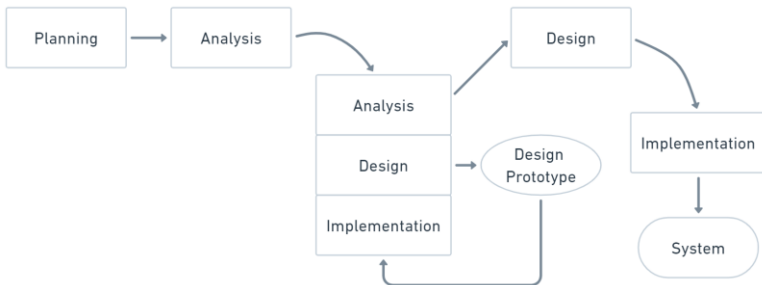 Planning
Analysis
Design
Analysis
Implementation
Design
Design
Prototype
Implementation
System